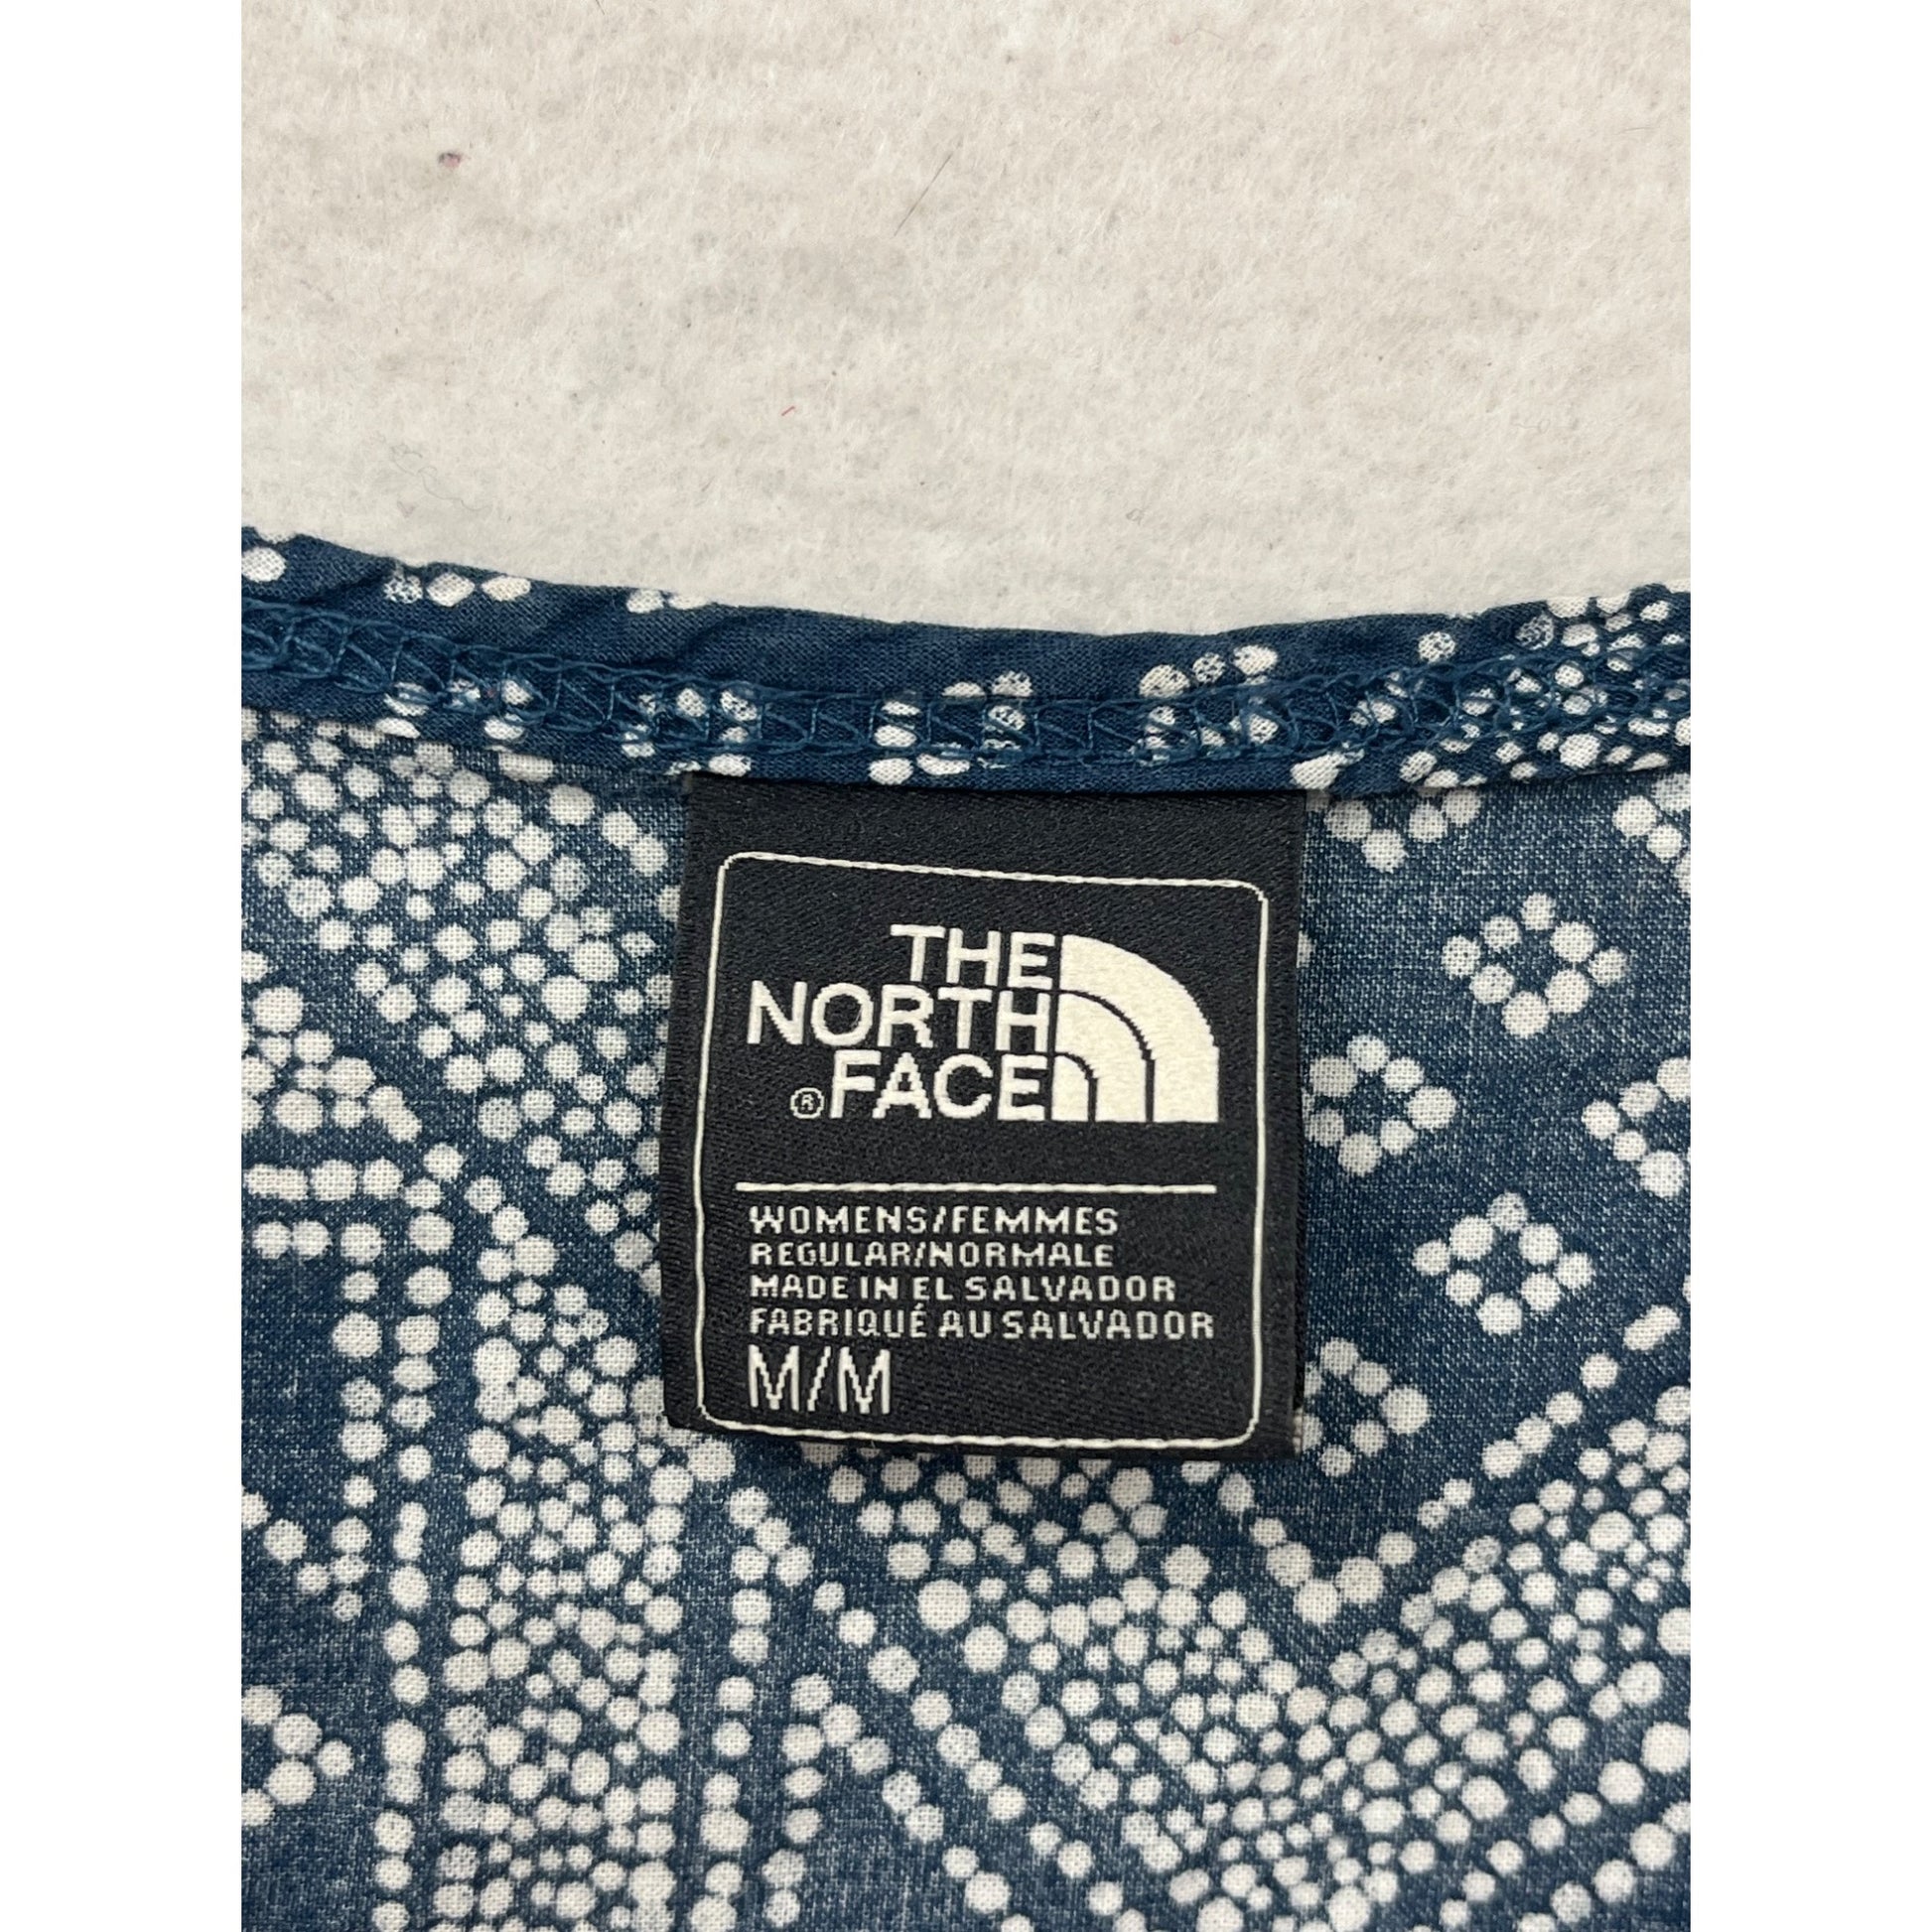 THE
NORTH
®FACE
WOMENS/FEMMES
REGULAR/NORMALE
MADE IN EL SALVADOR
FABRIQUÉ AU SALVADOR
M/M